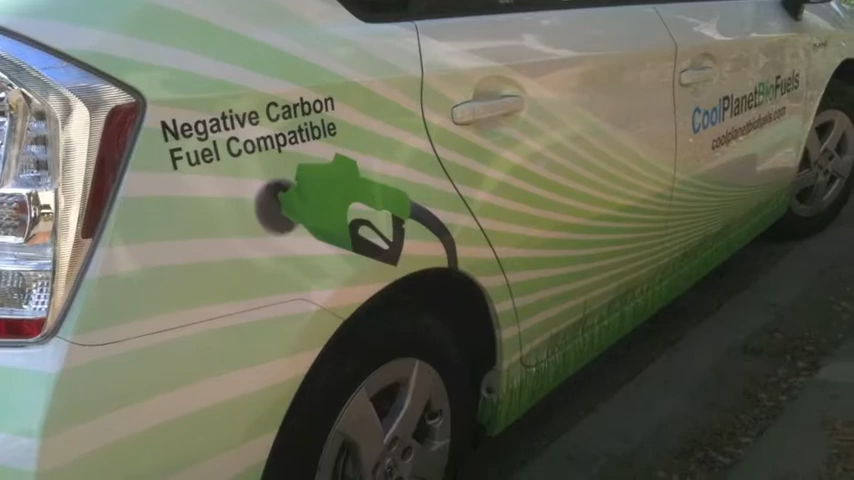 Negative Carbon
Fuel Compatible
CoolPlanetBioFuels
coolplanetbiofuels.com